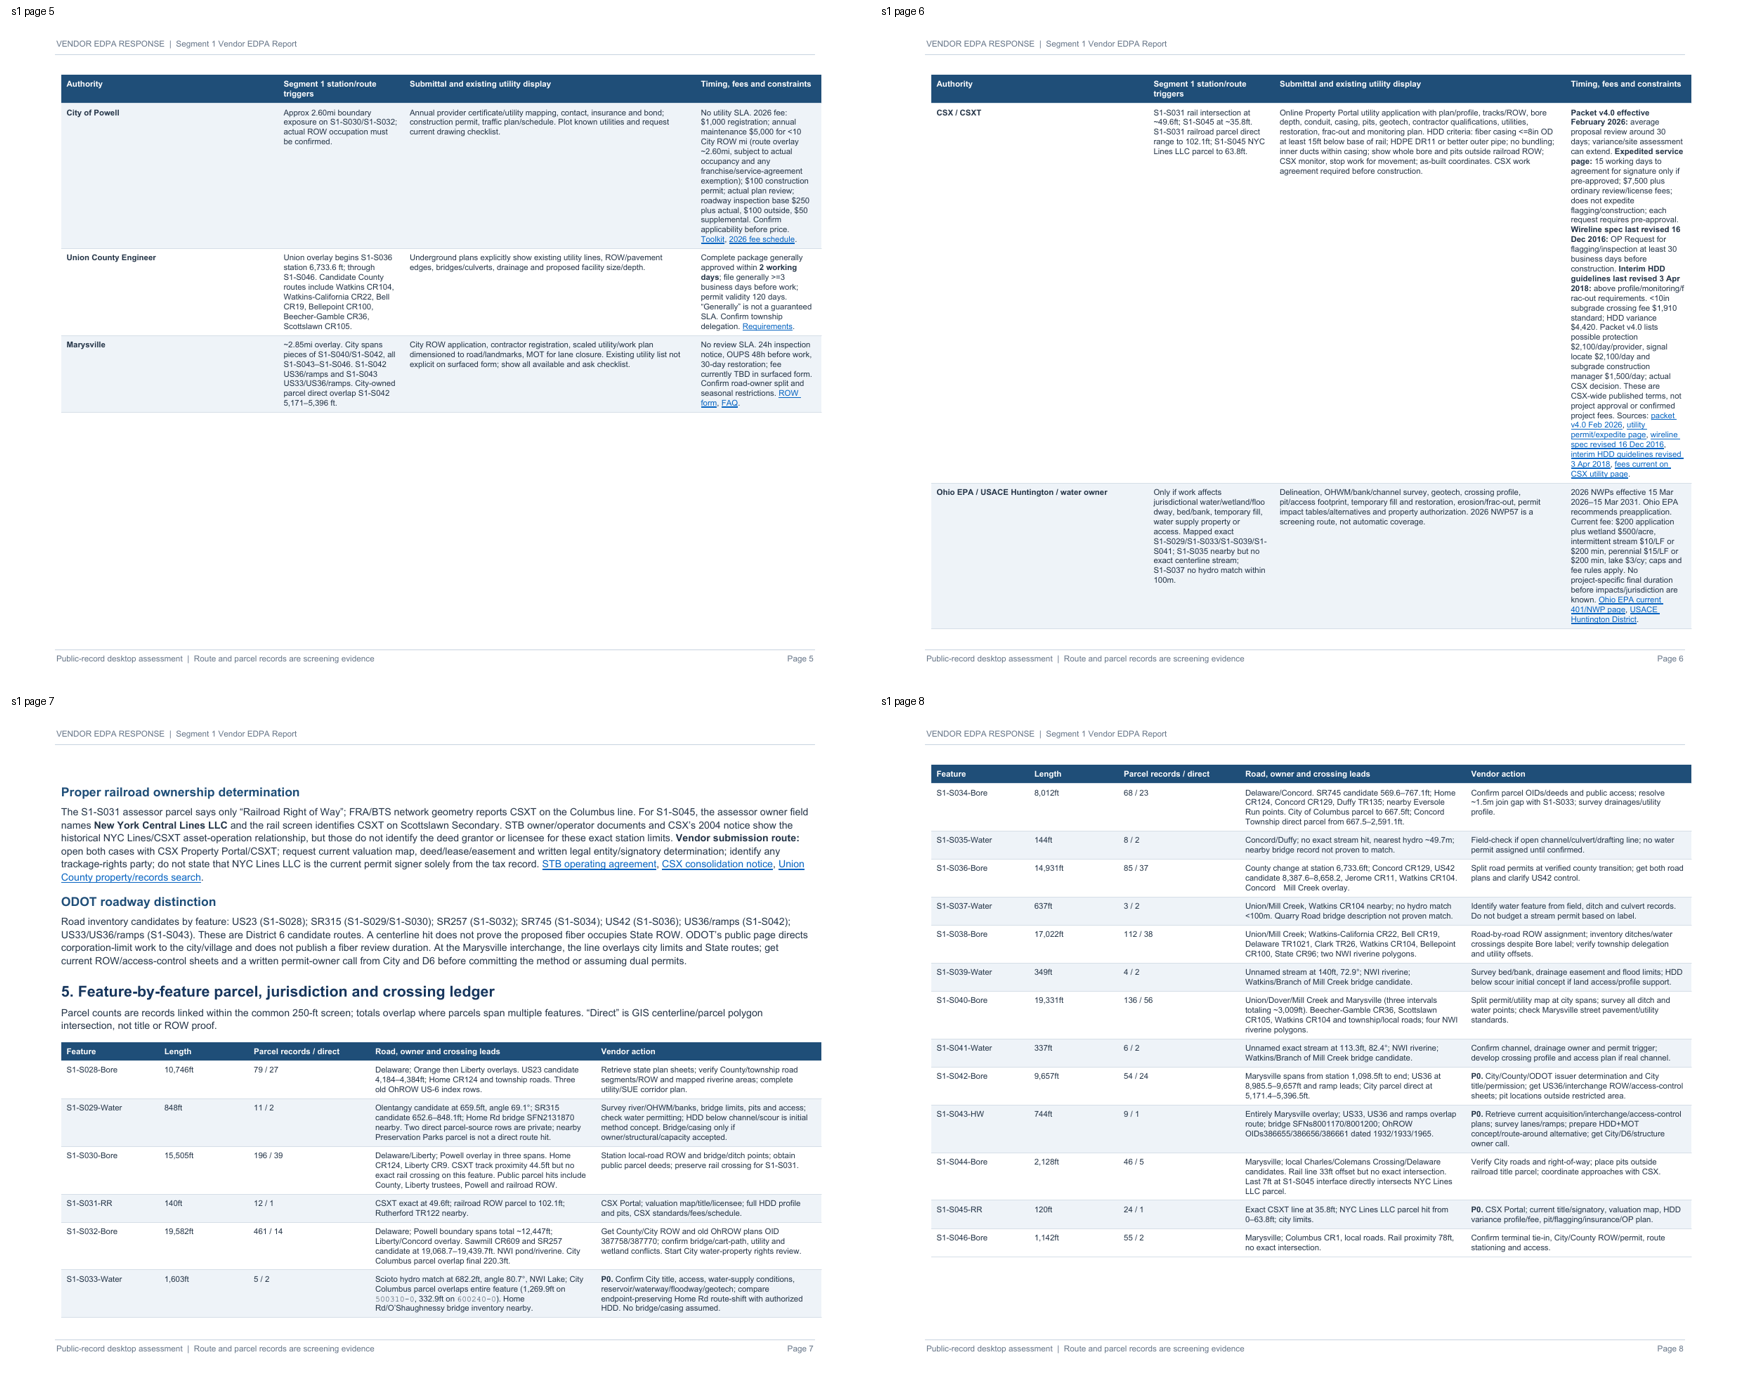 s1 page 5
VENDOR EDPA RESPONSE | Segment 1 Vendor EDPA Report
Authority
Segment 1 station/route
triggers
Submittal and existing utility display
Timing, fees and constraints
City of Powell
Approx 2.60mi boundary
exposure on S1-S030/S1-S032;
actual ROW occupation must
be confirmed.
Annual provider certificate/utility mapping, contact, insurance and bond;
construction permit, traffic plan/schedule. Plot known utilities and request
current drawing checklist.
No utility SLA. 2026 fee:
$1,000 registration; annual
maintenance $5,000 for <10
City ROW mi (route overlay
~2.60mi, subject to actual
occupancy and any
franchise/service-agreement
exemption); $100 construction
permit; actual plan review;
roadway inspection base $250
plus actual, $100 outside, $50
supplemental. Confirm
applicability before price.
Toolkit, 2026 fee schedule.
Union County Engineer
Union overlay begins S1-S036
station 6,733.6 ft; through
S1-S046. Candidate County
routes include Watkins CR104,
Watkins-California CR22, Bell
CR19, Bellepoint CR100,
Beecher-Gamble CR36,
Scottslawn CR105.
Underground plans explicitly show existing utility lines, ROW/pavement
edges, bridges/culverts, drainage and proposed facility size/depth.
Complete package generally
approved within 2 working
days; file generally >=3
business days before work;
permit validity 120 days.
“Generally” is not a guaranteed
SLA. Confirm township
delegation. Requirements.
Marysville
~2.85mi overlay. City spans
pieces of S1-S040/S1-S042, all
S1-S043–S1-S046. S1-S042
US36/ramps and S1-S043
US33/US36/ramps. City-owned
parcel direct overlap S1-S042
5,171–5,396 ft.
City ROW application, contractor registration, scaled utility/work plan
dimensioned to road/landmarks, MOT for lane closure. Existing utility list not
explicit on surfaced form; show all available and ask checklist.
No review SLA. 24h inspection
notice, OUPS 48h before work,
30-day restoration; fee
currently TBD in surfaced form.
Confirm road-owner split and
seasonal restrictions. ROW
form, FAQ.
Public-record desktop assessment | Route and parcel records are screening evidence
Page 5
s1 page 6
VENDOR EDPA RESPONSE | Segment 1 Vendor EDPA Report
Authority
Segment 1 station/route
triggers
Submittal and existing utility display
Timing, fees and constraints
CSX / CSXT
S1-S031 rail intersection at
~49.6ft; S1-S045 at ~35.8ft.
S1-S031 railroad parcel direct
range to 102.1ft; S1-S045 NYC
Lines LLC parcel to 63.8ft.
Online Property Portal utility application with plan/profile, tracks/ROW, bore
depth, conduit, casing, pits, geotech, contractor qualifications, utilities,
restoration, frac-out and monitoring plan. HDD criteria: fiber casing <=8in OD
at least 15ft below base of rail; HDPE DR11 or better outer pipe; no bundling;
inner ducts within casing; show whole bore and pits outside railroad ROW;
CSX monitor, stop work for movement; as-built coordinates. CSX work
agreement required before construction.
Packet v4.0 effective
February 2026: average
proposal review around 30
days; variance/site assessment
can extend. Expedited service
page: 15 working days to
agreement for signature only if
pre-approved; $7,500 plus
ordinary review/license fees;
does not expedite
flagging/construction; each
request requires pre-approval.
Wireline spec last revised 16
Dec 2016: OP Request for
flagging/inspection at least 30
business days before
construction. Interim HDD
guidelines last revised 3 Apr
2018: above profile/monitoring/f
rac-out requirements. <10in
subgrade crossing fee $1,910
standard; HDD variance
$4,420. Packet v4.0 lists
possible protection
$2,100/day/provider, signal
locate $2,100/day and
subgrade construction
manager $1,500/day; actual
CSX decision. These are
CSX-wide published terms, not
project approval or confirmed
project fees. Sources: packet
v4.0 Feb 2026, utility
permit/expedite page, wireline
spec revised 16 Dec 2016,
interim HDD guidelines revised
3 Apr 2018, fees current on
CSX utility page.
Ohio EPA / USACE Huntington / water owner
Only if work affects
jurisdictional water/wetland/floo
dway, bed/bank, temporary fill,
water supply property or
access. Mapped exact
S1-S029/S1-S033/S1-S039/S1-
S041; S1-S035 nearby but no
exact centerline stream;
S1-S037 no hydro match within
100m.
Delineation, OHWM/bank/channel survey, geotech, crossing profile,
pit/access footprint, temporary fill and restoration, erosion/frac-out, permit
impact tables/alternatives and property authorization. 2026 NWP57 is a
screening route, not automatic coverage.
2026 NWPs effective 15 Mar
2026–15 Mar 2031. Ohio EPA
recommends preapplication.
Current fee: $200 application
plus wetland $500/acre,
intermittent stream $10/LF or
$200 min, perennial $15/LF or
$200 min, lake $3/cy; caps and
fee rules apply. No
project-specific final duration
before impacts/jurisdiction are
known. Ohio EPA current
401/NWP page, USACE
Huntington District.
Public-record desktop assessment | Route and parcel records are screening evidence
Page 6
s1 page 7
VENDOR EDPA RESPONSE | Segment 1 Vendor EDPA Report
Proper railroad ownership determination
The S1-S031 assessor parcel says only “Railroad Right of Way”; FRA/BTS network geometry reports CSXT on the Columbus line. For S1-S045, the assessor owner field
names New York Central Lines LLC and the rail screen identifies CSXT on Scottslawn Secondary. STB owner/operator documents and CSX’s 2004 notice show the
historical NYC Lines/CSXT asset-operation relationship, but those do not identify the deed grantor or licensee for these exact station limits. Vendor submission route:
open both cases with CSX Property Portal/CSXT; request current valuation map, deed/lease/easement and written legal entity/signatory determination; identify any
trackage-rights party; do not state that NYC Lines LLC is the current permit signer solely from the tax record. STB operating agreement, CSX consolidation notice, Union
County property/records search.
ODOT roadway distinction
Road inventory candidates by feature: US23 (S1-S028); SR315 (S1-S029/S1-S030); SR257 (S1-S032); SR745 (S1-S034); US42 (S1-S036); US36/ramps (S1-S042);
US33/US36/ramps (S1-S043). These are District 6 candidate routes. A centerline hit does not prove the proposed fiber occupies State ROW. ODOT’s public page directs
corporation-limit work to the city/village and does not publish a fiber review duration. At the Marysville interchange, the line overlays city limits and State routes; get
current ROW/access-control sheets and a written permit-owner call from City and D6 before committing the method or assuming dual permits.
5. Feature-by-feature parcel, jurisdiction and crossing ledger
Parcel counts are records linked within the common 250-ft screen; totals overlap where parcels span multiple features. “Direct” is GIS centerline/parcel polygon
intersection, not title or ROW proof.
Feature
Length
Parcel records / direct
Road, owner and crossing leads
Vendor action
S1-S028-Bore
10,746ft
79 / 27
Delaware; Orange then Liberty overlays. US23 candidate
4,184–4,384ft; Home CR124 and township roads. Three
old OhROW US-6 index rows.
Retrieve state plan sheets; verify County/township road
segments/ROW and mapped riverine areas; complete
utility/SUE corridor plan.
S1-S029-Water
848ft
11 / 2
Olentangy candidate at 659.5ft, angle 69.1°; SR315
candidate 652.6–848.1ft; Home Rd bridge SFN2131870
nearby. Two direct parcel-source rows are private; nearby
Preservation Parks parcel is not a direct route hit.
Survey river/OHWM/banks, bridge limits, pits and access;
check water permitting; HDD below channel/scour is initial
method concept. Bridge/casing only if
owner/structural/capacity accepted.
S1-S030-Bore
15,505ft
196 / 39
Delaware/Liberty; Powell overlay in three spans. Home
CR124, Liberty CR9. CSXT track proximity 44.5ft but no
exact rail crossing on this feature. Public parcel hits include
County, Liberty trustees, Powell and railroad ROW.
Station local-road ROW and bridge/ditch points; obtain
public parcel deeds; preserve rail crossing for S1-S031.
S1-S031-RR
140ft
12 / 1
CSXT exact at 49.6ft; railroad ROW parcel to 102.1ft;
Rutherford TR122 nearby.
CSX Portal; valuation map/title/licensee; full HDD profile
and pits, CSX standards/fees/schedule.
S1-S032-Bore
19,582ft
461 / 14
Delaware; Powell boundary spans total ~12,447ft;
Liberty/Concord overlay. Sawmill CR609 and SR257
candidate at 19,068.7–19,439.7ft. NWI pond/riverine. City
Columbus parcel overlap final 220.3ft.
Get County/City ROW and old OhROW plans OID
387758/387770; confirm bridge/cart-path, utility and
wetland conflicts. Start City water-property rights review.
S1-S033-Water
1,603ft
5 / 2
Scioto hydro match at 682.2ft, angle 80.7°, NWI Lake; City
Columbus parcel overlaps entire feature (1,269.9ft on
500310-0, 332.9ft on 600240-0). Home
Rd/O’Shaughnessy bridge inventory nearby.
P0. Confirm City title, access, water-supply conditions,
reservoir/waterway/floodway/geotech; compare
endpoint-preserving Home Rd route-shift with authorized
HDD. No bridge/casing assumed.
Public-record desktop assessment | Route and parcel records are screening evidence
Page 7
s1 page 8
VENDOR EDPA RESPONSE | Segment 1 Vendor EDPA Report
Feature
Length
Parcel records / direct
Road, owner and crossing leads
Vendor action
S1-S034-Bore
8,012ft
68 / 23
Delaware/Concord. SR745 candidate 569.6–767.1ft; Home
CR124, Concord CR129, Duffy TR135; nearby Eversole
Run points. City of Columbus parcel to 667.5ft; Concord
Township direct parcel from 667.5–2,591.1ft.
Confirm parcel OIDs/deeds and public access; resolve
~1.5m join gap with S1-S033; survey drainages/utility
profile.
S1-S035-Water
144ft
8 / 2
Concord/Duffy; no exact stream hit, nearest hydro ~49.7m;
nearby bridge record not proven to match.
Field-check if open channel/culvert/drafting line; no water
permit assigned until confirmed.
S1-S036-Bore
14,931ft
85 / 37
County change at station 6,733.6ft; Concord CR129, US42
candidate 8,387.6–8,658.2, Jerome CR11, Watkins CR104.
Concord Mill Creek overlay.
Split road permits at verified county transition; get both road
plans and clarify US42 control.
S1-S037-Water
637ft
3 / 2
Union/Mill Creek, Watkins CR104 nearby; no hydro match
<100m. Quarry Road bridge description not proven match.
Identify water feature from field, ditch and culvert records.
Do not budget a stream permit based on label.
S1-S038-Bore
17,022ft
112 / 38
Union/Mill Creek; Watkins-California CR22, Bell CR19,
Delaware TR1021, Clark TR26, Watkins CR104, Bellepoint
CR100, State CR96; two NWI riverine polygons.
Road-by-road ROW assignment; inventory ditches/water
crossings despite Bore label; verify township delegation
and utility offsets.
S1-S039-Water
349ft
4 / 2
Unnamed stream at 140ft, 72.9°; NWI riverine;
Watkins/Branch of Mill Creek bridge candidate.
Survey bed/bank, drainage easement and flood limits; HDD
below scour initial concept if land access/profile support.
S1-S040-Bore
19,331ft
136 / 56
Union/Dover/Mill Creek and Marysville (three intervals
totaling ~3,009ft). Beecher-Gamble CR36, Scottslawn
CR105, Watkins CR104 and township/local roads; four NWI
riverine polygons.
Split permit/utility map at city spans; survey all ditch and
water points; check Marysville street pavement/utility
standards.
S1-S041-Water
337ft
6 / 2
Unnamed exact stream at 113.3ft, 82.4°; NWI riverine;
Watkins/Branch of Mill Creek bridge candidate.
Confirm channel, drainage owner and permit trigger;
develop crossing profile and access plan if real channel.
S1-S042-Bore
9,657ft
54 / 24
Marysville spans from station 1,098.5ft to end; US36 at
8,985.5–9,657ft and ramp leads; City parcel direct at
5,171.4–5,396.5ft.
P0. City/County/ODOT issuer determination and City
title/permission; get US36/interchange ROW/access-control
sheets; pit locations outside restricted area.
S1-S043-HW
744ft
9 / 1
Entirely Marysville overlay; US33, US36 and ramps overlap
route; bridge SFNs8001170/8001200; OhROW
OIDs386655/386656/386661 dated 1932/1933/1965.
P0. Retrieve current acquisition/interchange/access-control
plans; survey lanes/ramps; prepare HDD+MOT
concept/route-around alternative; get City/D6/structure
owner call.
S1-S044-Bore
2,128ft
46 / 5
Marysville; local Charles/Colemans Crossing/Delaware
candidates. Rail line 33ft offset but no exact intersection.
Last 7ft at S1-S045 interface directly intersects NYC Lines
LLC parcel.
Verify City roads and right-of-way; place pits outside
railroad title parcel; coordinate approaches with CSX.
S1-S045-RR
120ft
24 / 1
Exact CSXT line at 35.8ft; NYC Lines LLC parcel hit from
0–63.8ft; city limits.
P0. CSX Portal; current title/signatory, valuation map, HDD
variance profile/fee, pit/flagging/insurance/OP plan.
S1-S046-Bore
1,142ft
55 / 2
Marysville; Columbus CR1, local roads. Rail proximity 78ft,
no exact intersection.
Confirm terminal tie-in, City/County ROW/permit, route
stationing and access.
Public-record desktop assessment | Route and parcel records are screening evidence
Page 8